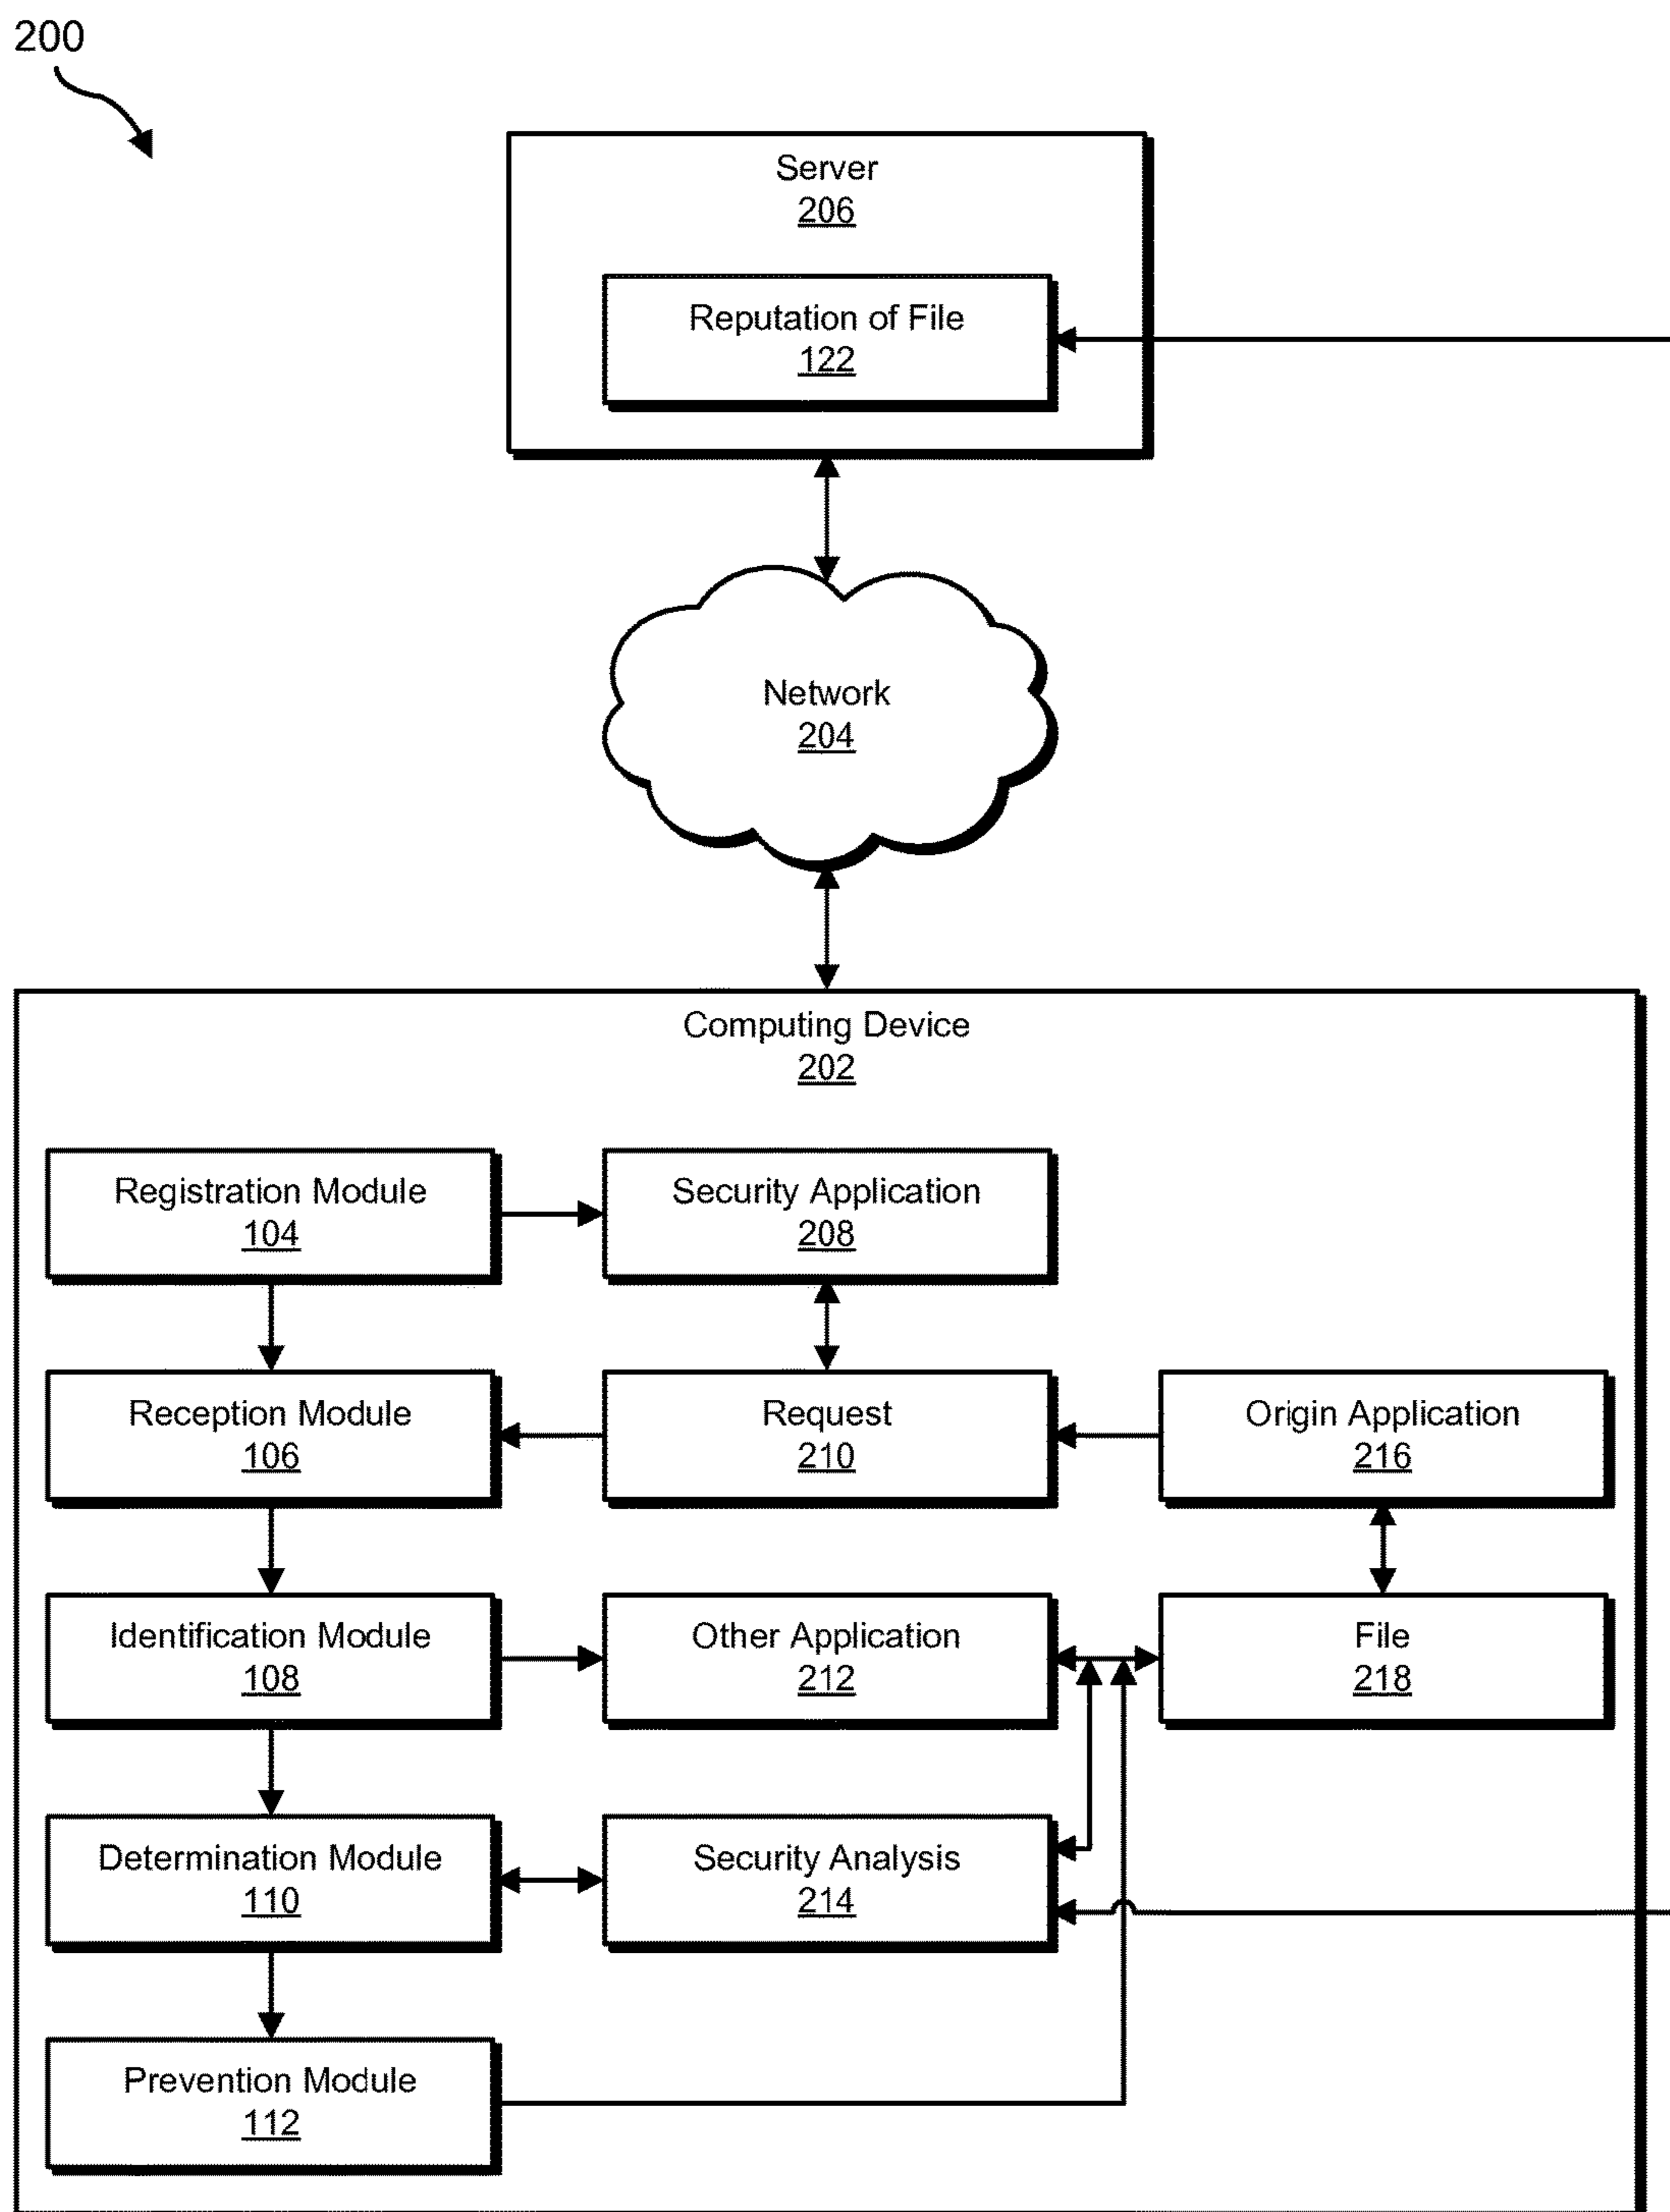 200
Server
206
Reputation of File
122
Network
204
Computing Device
202
Registration Module
104
Security Application
208
Reception Module
106
Request
210
Origin Application
216
Identification Module
108
Other Application
212
File
218
Determination Module
110
Security Analysis
214
Prevention Module
112